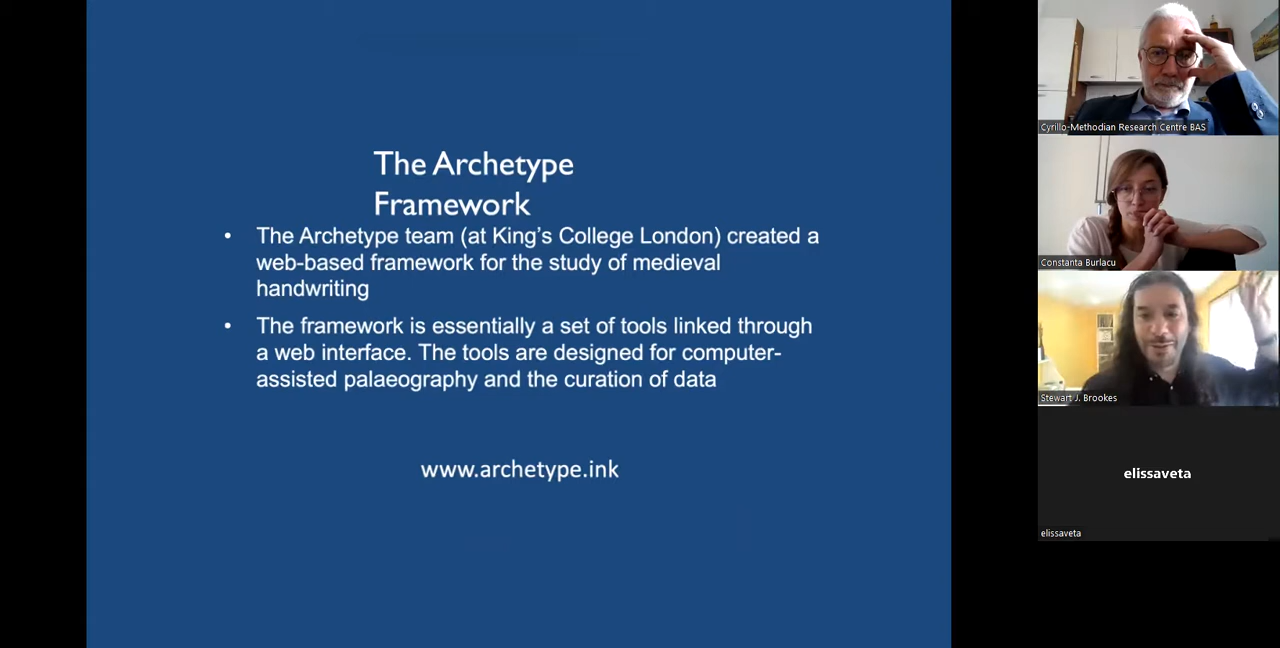 The Archetype
Framework
• The Archetype team (at King's College London) created a
web-based framework for the study of medieval
handwriting
• The framework is essentially a set of tools linked through
a web interface. The tools are designed for computer-
assisted palaeography and the curation of data
www.archetype.ink
Cyrillo-Methodian Research Centre BAS
Constanta Burlacu
Stewart J. Brookes
elissaveta
elissaveta